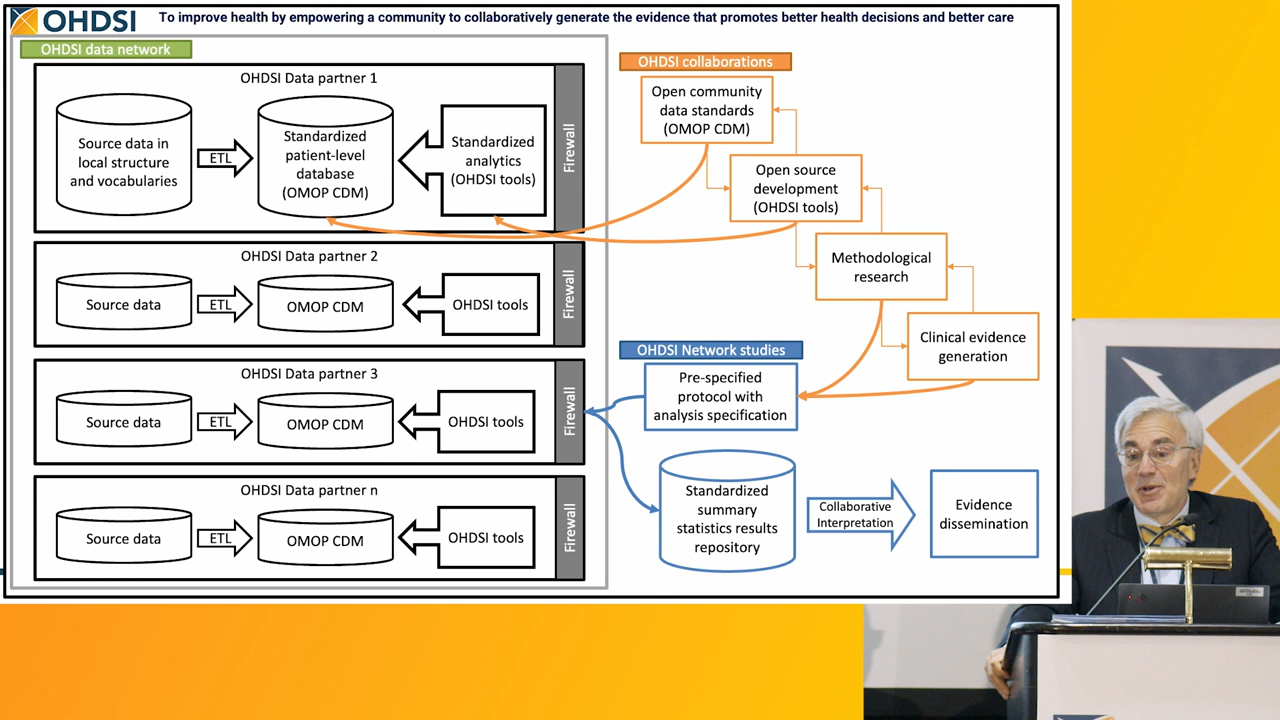 OHDSI
To improve health by empowering a community to collaboratively generate the evidence that promotes better health decisions and better care
OHDSI data network
OHDSI Data partner 1
Source data in
local structure
and vocabularies
ETL
Standardized
patient-level
database
(OMOP CDM)
Standardized
analytics
(OHDSI tools)
Firewall
OHDSI Data partner 2
Source data
ETL
OMOP CDM
OHDSI tools
Firewall
OHDSI Data partner 3
Source data
ETL
OMOP CDM
OHDSI tools
Firewall
OHDSI Data partner n
Source data
ETL
OMOP CDM
OHDSI tools
Firewall
OHDSI collaborations
Open community
data standards
(OMOP CDM)
Open source
development
(OHDSI tools)
Methodological
research
Clinical evidence
generation
OHDSI Network studies
Pre-specified
protocol with
analysis specification
Standardized
summary
statistics results
repository
Collaborative
Interpretation
Evidence
dissemination